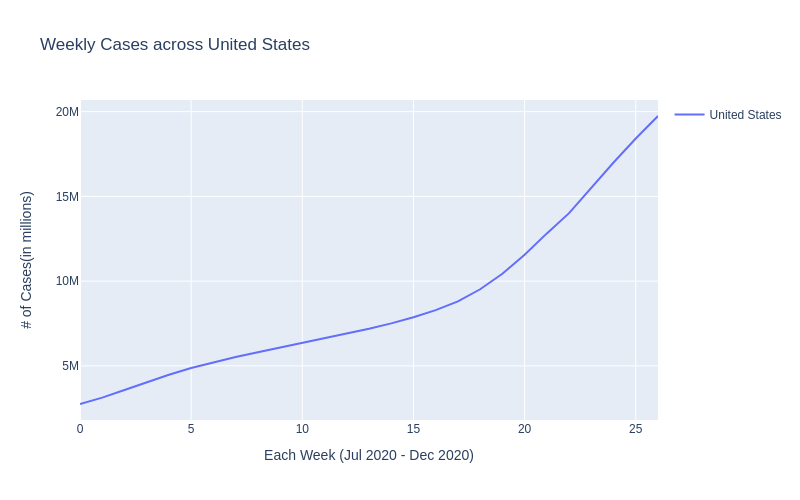 Weekly Cases across United States
20M
15M
10M
5M
# of Cases(in millions)
0
5
10
15
20
25
Each Week (Jul 2020 - Dec 2020)
United States